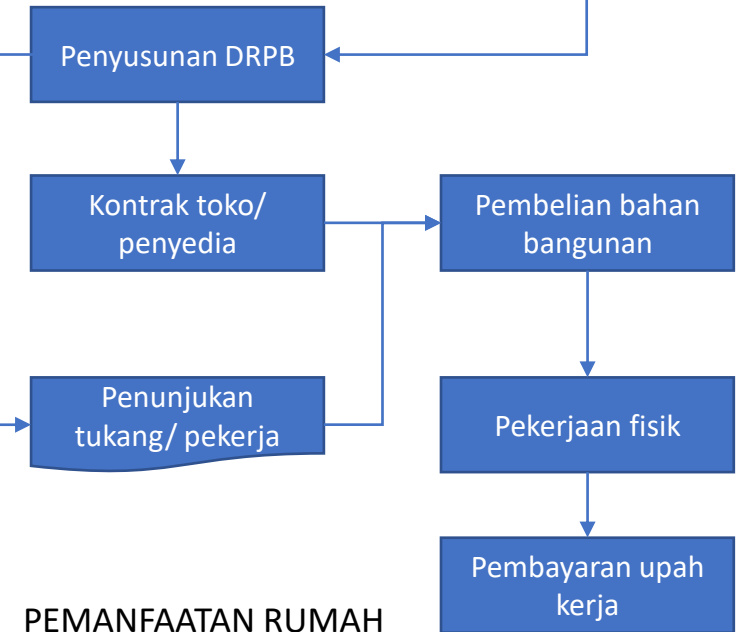 Penyusunan DRPB
Kontrak toko/
penyedia
Pembelian bahan
bangunan
Penunjukan
tukang/ pekerja
Pekerjaan fisik
Pembayaran upah
kerja
PEMANFAATAN RUMAH